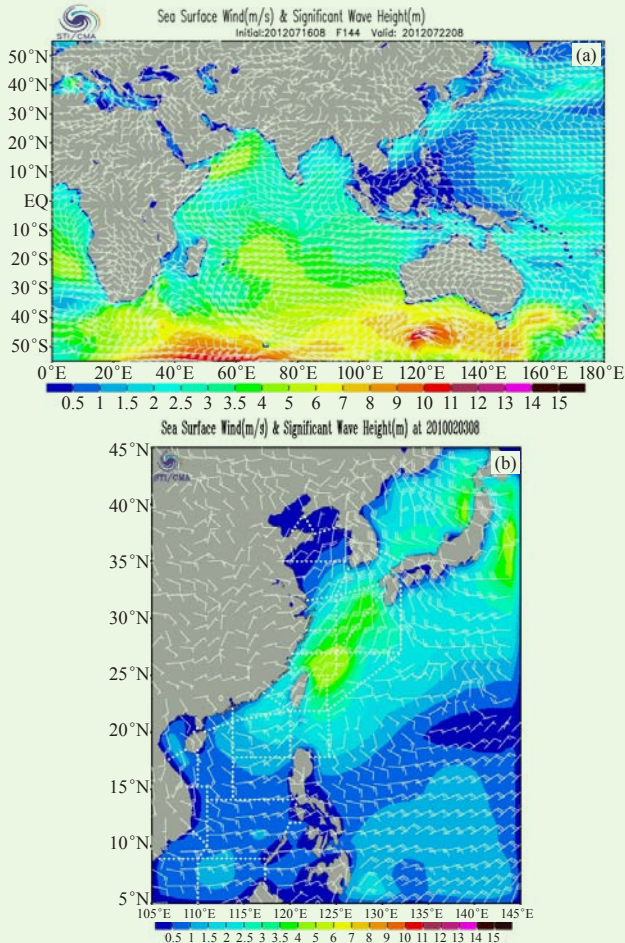 Sea Surface Wind(m/s) & Significant Wave Height(m)
STI/CMA
Initial:2012071608 F144 Valid: 2012072208
(a)
50°N
40°N
30°N
20°N
10°N
EQ
10°S
20°S
30°S
40°S
50°S
0°E 20°E 40°E 60°E 80°E 100°E 120°E 140°E 160°E 180°E
0.5 1 1.5 2 2.5 3 3.5 4 5 6 7 8 9 10 11 12 13 14 15
Sea Surface Wind(m/s) & Significant Wave Height(m) at 2010020308
STI/CMA
(b)
45°N
40°N
35°N
30°N
25°N
20°N
15°N
10°N
5°N
105°E 110°E 115°E 120°E 125°E 130°E 135°E 140°E 145°E
0.5 1 1.5 2 2.5 3 3.5 4 5 6 7 8 9 10 11 12 13 14 15